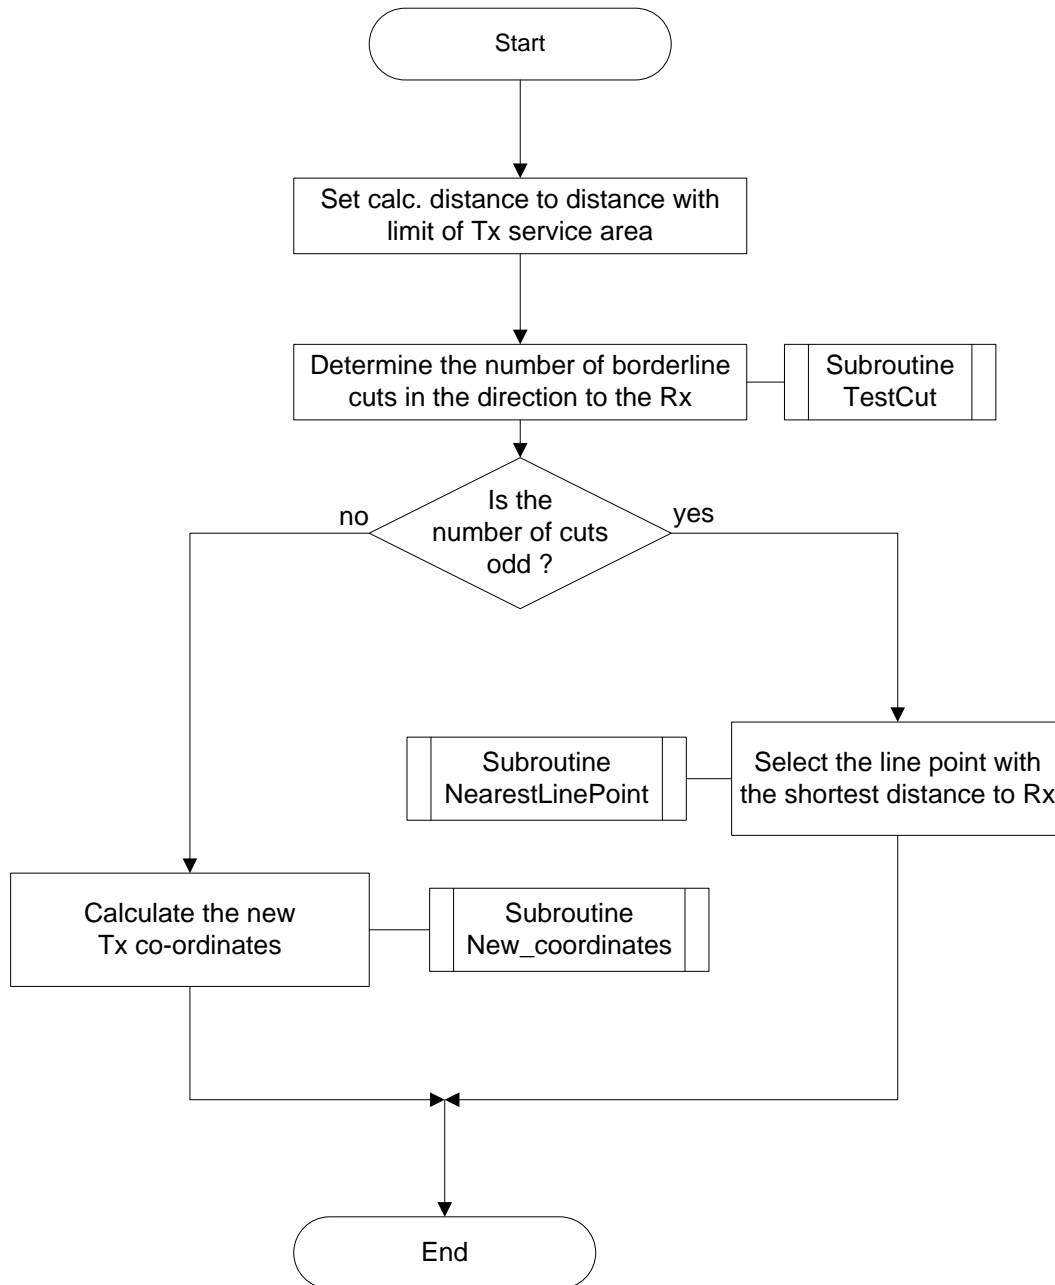 Start
Set calc. distance to distance with
limit of Tx service area
Determine the number of borderline
cuts in the direction to the Rx
Subroutine
TestCut
Is the
number of cuts
odd ?
no
yes
Subroutine
NearestLinePoint
Select the line point with
the shortest distance to Rx
Calculate the new
Tx co-ordinates
Subroutine
New_coordinates
End